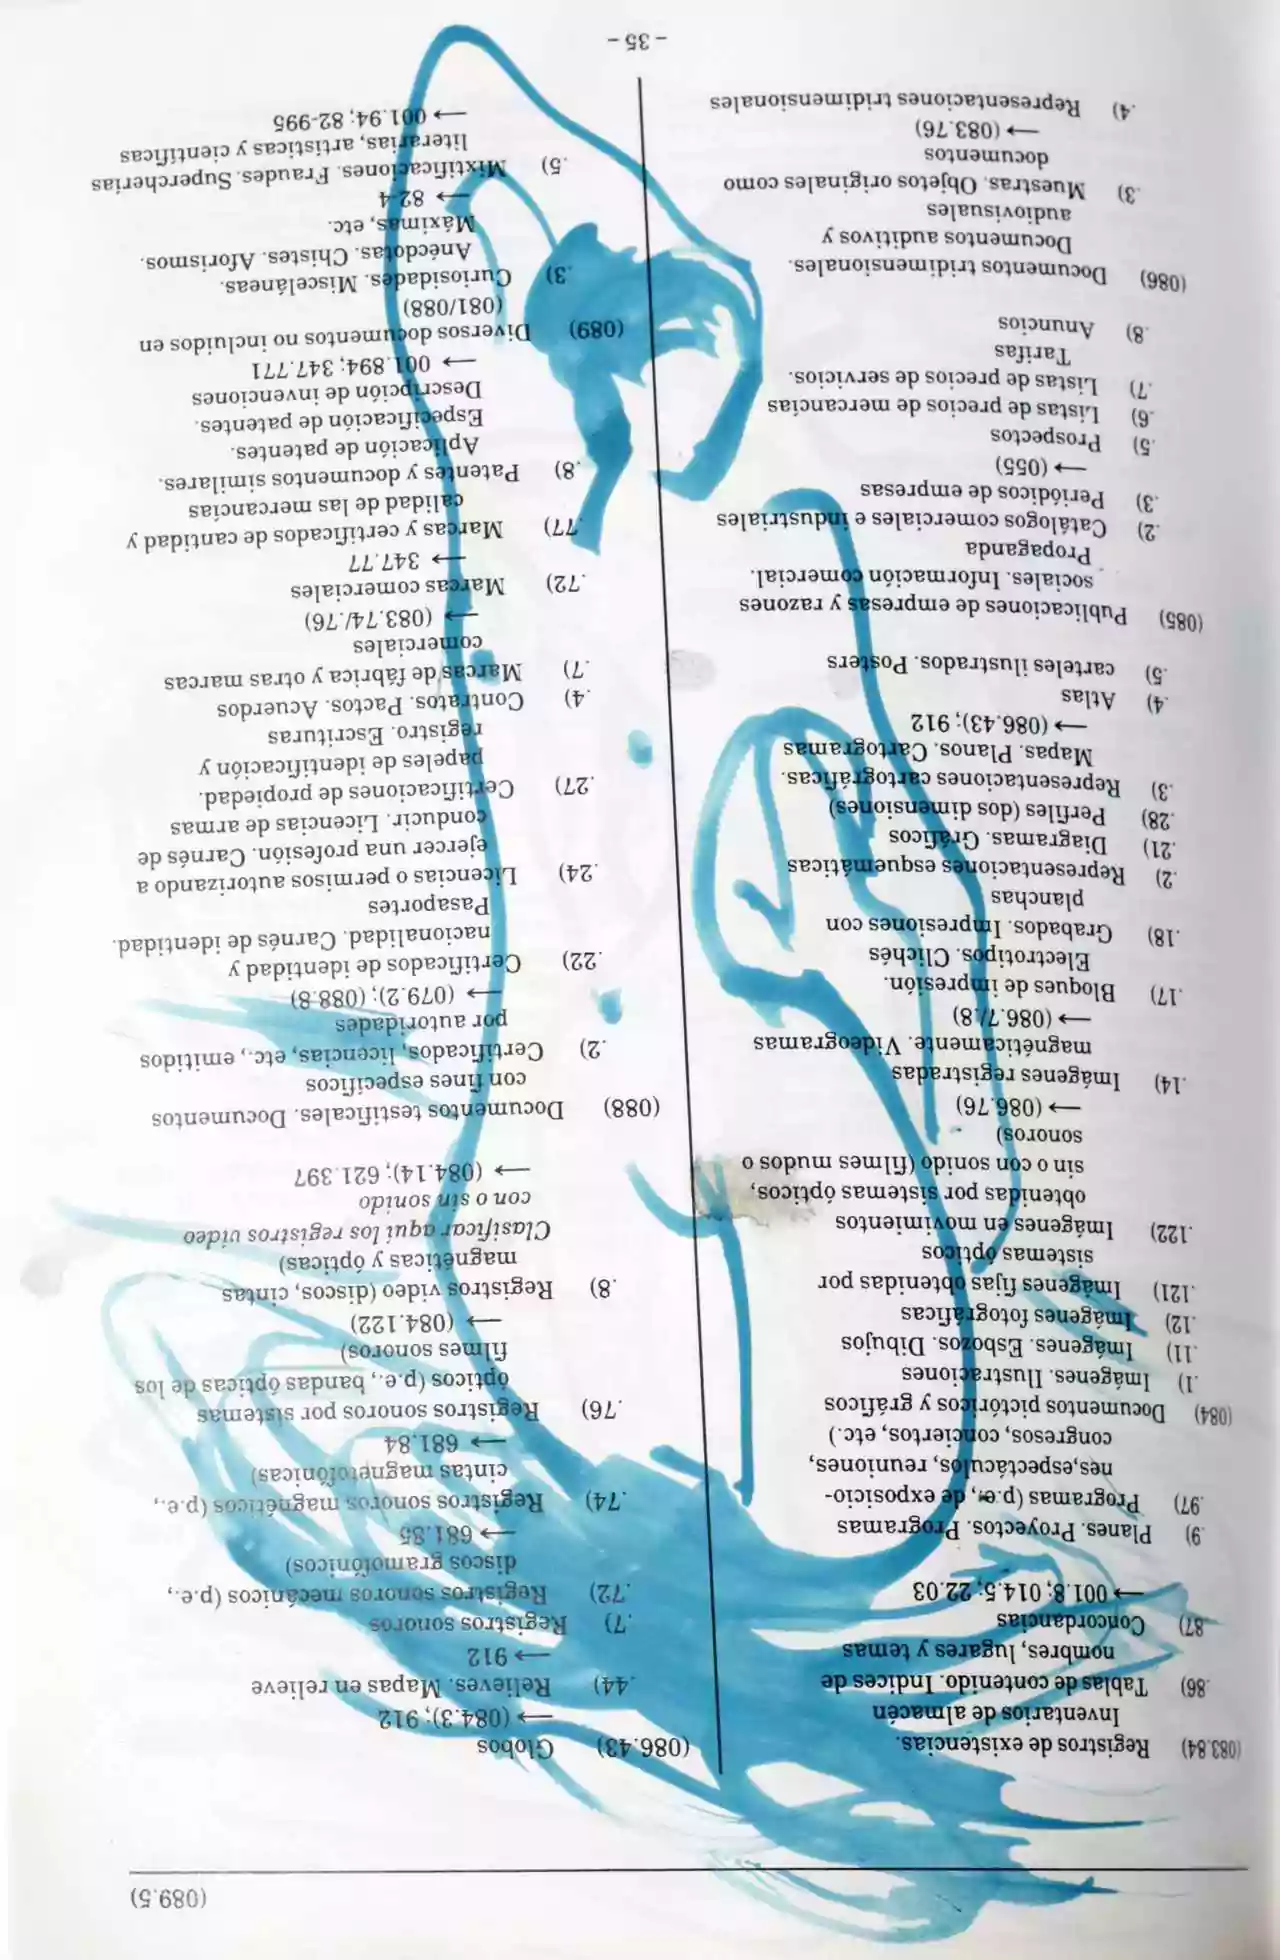 (089.5)
(083.84) Registros de existencias.
Inventarios de almacén
.86) Tablas de contenido. Indices de
nombres, lugares y temas
.87) Concordancias
→ 001.8; 014.5; 22.03
.9) Planes. Proyectos. Programas
.97) Programas (p.e., de exposicio-
nes,espectáculos, reuniones,
congresos, conciertos, etc.)
(084) Documentos pictóricos y gráficos
.1) Imágenes. Ilustraciones
.11) Imágenes. Esbozos. Dibujos
.12) Imágenes fotográficas
.121) Imágenes fijas obtenidas por
sistemas ópticos
.122) Imágenes en movimientos
obtenidas por sistemas ópticos,
sin o con sonido (filmes mudos o
sonoros)
→ (086.76)
.14) Imágenes registradas
magnéticamente. Videogramas
→ (086.7/.8)
.17) Bloques de impresión.
Electrotipos. Clichés
.18) Grabados. Impresiones con
planchas
.2) Representaciones esquemáticas
.21) Diagramas. Gráficos
.28) Perfiles (dos dimensiones)
.3) Representaciones cartográficas.
Mapas. Planos. Cartogramas
→ (086.43); 912
.4) Atlas
.5) carteles ilustrados. Posters
(085) Publicaciones de empresas y razones
sociales. Información comercial.
Propaganda
.2) Catálogos comerciales e industriales
.3) Periódicos de empresas
→ (055)
.5) Prospectos
.6) Listas de precios de mercancías
.7) Listas de precios de servicios.
Tarifas
.8) Anuncios
(086) Documentos tridimensionales.
Documentos auditivos y
audiovisuales
.3) Muestras. Objetos originales como
documentos
→ (083.76)
.4) Representaciones tridimensionales
(086.43) Globos
→ (084.3); 912
.44) Relieves. Mapas en relieve
→ 912
.7) Registros sonoros
.72) Registros sonoros mecánicos (p.e.,
discos gramofónicos)
→ 681.85
.74) Registros sonoros magnéticos (p.e.,
cintas magnetofónicas)
→ 681.84
.76) Registros sonoros por sistemas
ópticos (p.e., bandas ópticas de los
filmes sonoros)
→ (084.122)
.8) Registros video (discos, cintas
magnéticas y ópticas)
Clasificar aquí los registros video
con o sin sonido
→ (084.14); 621.397
(088) Documentos testificales. Documentos
con fines específicos
.2) Certificados, licencias, etc., emitidos
por autoridades
→ (079.2); (088.8)
.22) Certificados de identidad y
nacionalidad. Carnés de identidad.
Pasaportes
.24) Licencias o permisos autorizando a
ejercer una profesión. Carnés de
conducir. Licencias de armas
.27) Certificaciones de propiedad.
papeles de identificación y
registro. Escrituras
.4) Contratos. Pactos. Acuerdos
.7) Marcas de fábrica y otras marcas
comerciales
→ (083.74/.76)
.72) Marcas comerciales
→ 347.77
.77) Marcas y certificados de cantidad y
calidad de las mercancías
.8) Patentes y documentos similares.
Aplicación de patentes.
Especificación de patentes.
Descripción de invenciones
→ 001.894; 347.771
(089) Diversos documentos no incluidos en
(081/088)
.3) Curiosidades. Misceláneas.
Anécdotas. Chistes. Aforismos.
Máximas, etc.
→ 82-4
.5) Mixtificaciones. Fraudes. Supercherías
literarias, artísticas y científicas
→ 001.94; 82-995
- 35 -